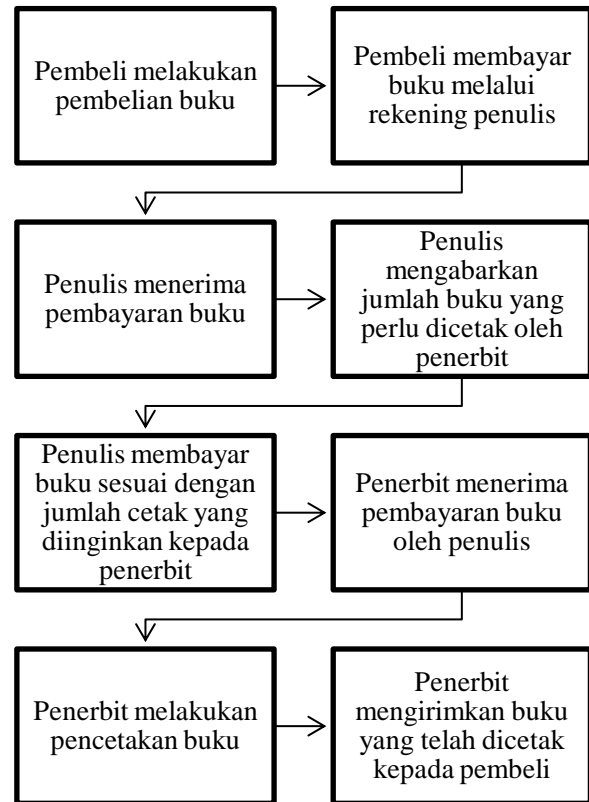 Pembeli melakukan
pembelian buku
Pembeli membayar
buku melalui
rekening penulis
Penulis menerima
pembayaran buku
Penulis
mengabarkan
jumlah buku yang
perlu dicetak oleh
penerbit
Penulis membayar
buku sesuai dengan
jumlah cetak yang
diinginkan kepada
penerbit
Penerbit menerima
pembayaran buku
oleh penulis
Penerbit melakukan
pencetakan buku
Penerbit
mengirimkan buku
yang telah dicetak
kepada pembeli